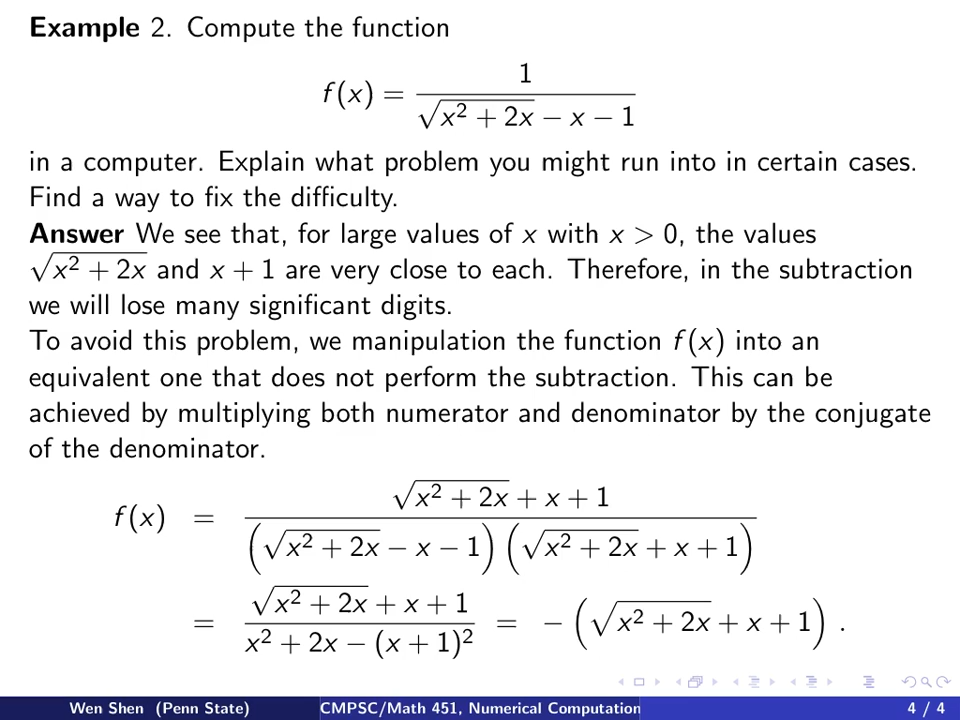 Example 2. Compute the function
f(x) = 1 / (√(x² + 2x) − x − 1)
in a computer. Explain what problem you might run into in certain cases.
Find a way to fix the difficulty.
Answer We see that, for large values of x with x > 0, the values
√(x² + 2x) and x + 1 are very close to each. Therefore, in the subtraction
we will lose many significant digits.
To avoid this problem, we manipulation the function f(x) into an
equivalent one that does not perform the subtraction. This can be
achieved by multiplying both numerator and denominator by the conjugate
of the denominator.
f(x) = (√(x² + 2x) + x + 1) / ((√(x² + 2x) − x − 1)(√(x² + 2x) + x + 1))
= (√(x² + 2x) + x + 1) / (x² + 2x − (x + 1)²) = −(√(x² + 2x) + x + 1).
Wen Shen (Penn State) CMPSC/Math 451, Numerical Computation 4 / 4